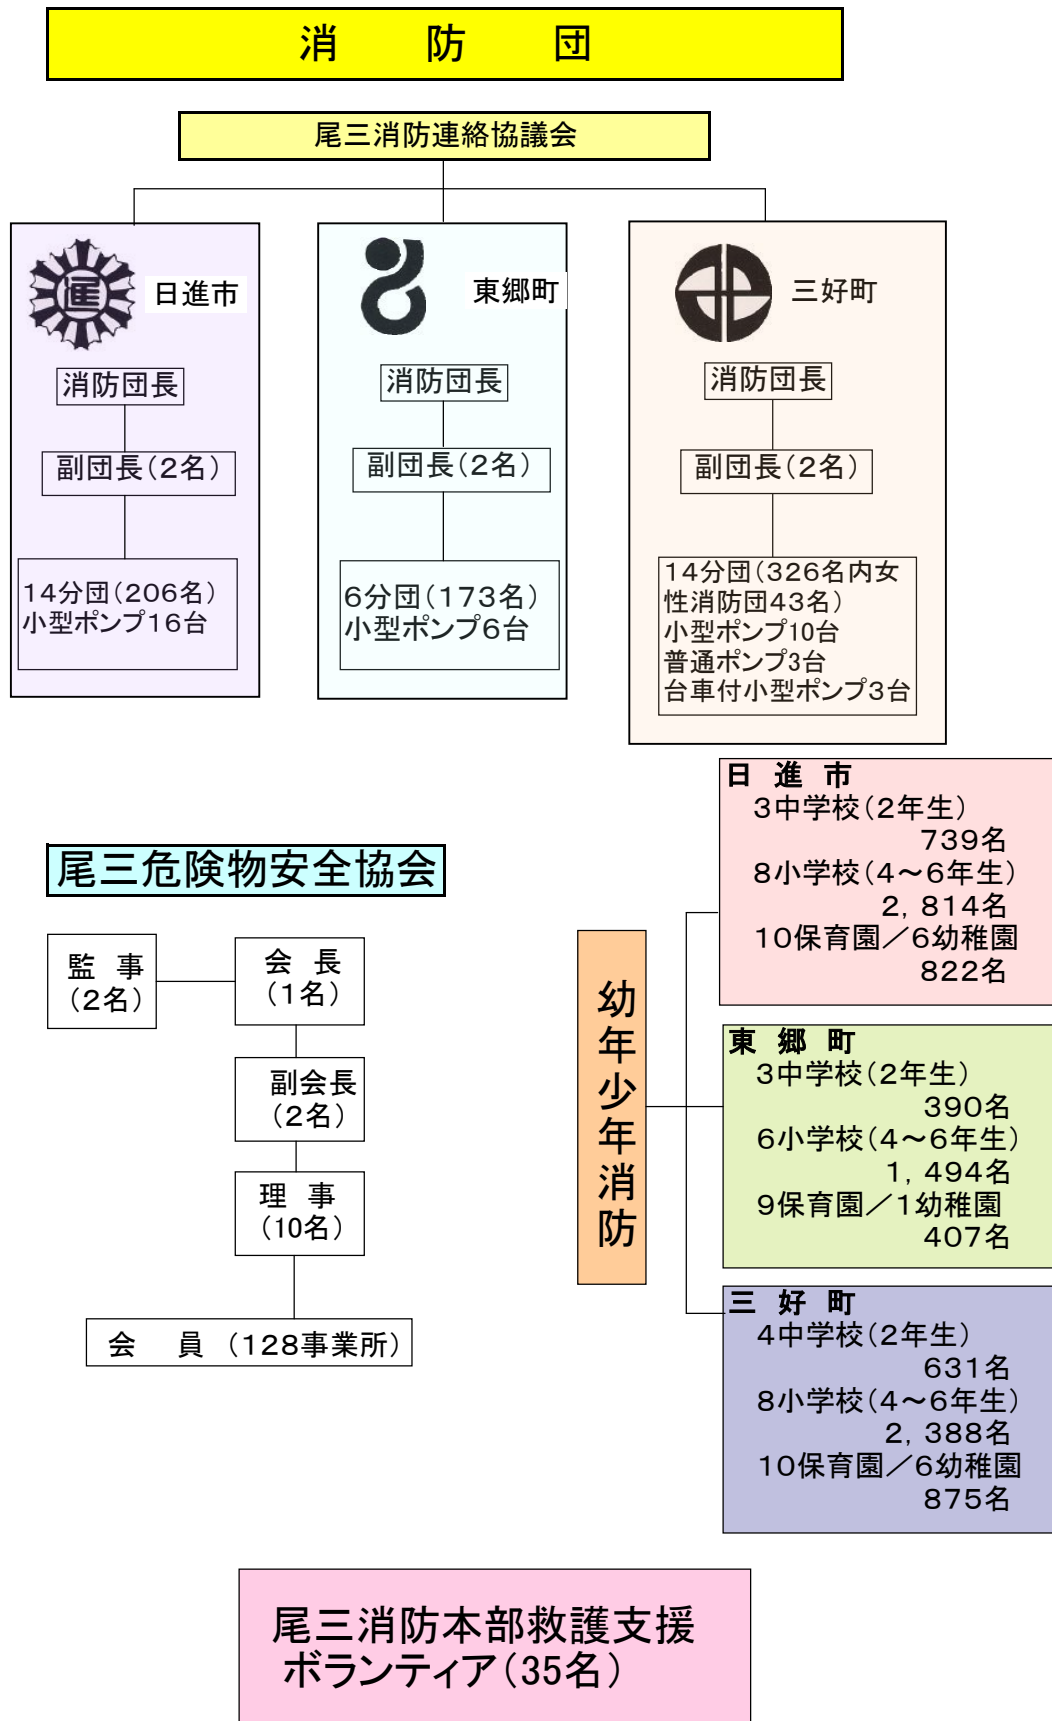 消　防　団
尾三消防連絡協議会
日進市
消防団長
副団長(2名)
14分団(206名)
小型ポンプ16台
東郷町
消防団長
副団長(2名)
6分団(173名)
小型ポンプ6台
三好町
消防団長
副団長(2名)
14分団(326名内女
性消防団43名)
小型ポンプ10台
普通ポンプ3台
台車付小型ポンプ3台
尾三危険物安全協会
監　事
(2名)
会　長
(1名)
副会長
(2名)
理　事
(10名)
会　員 (128事業所)
幼年少年消防
日 進 市
3中学校(2年生)
739名
8小学校(4～6年生)
2,814名
10保育園／6幼稚園
822名
東 郷 町
3中学校(2年生)
390名
6小学校(4～6年生)
1,494名
9保育園／1幼稚園
407名
三 好 町
4中学校(2年生)
631名
8小学校(4～6年生)
2,388名
10保育園／6幼稚園
875名
尾三消防本部救護支援
ボランティア(35名)